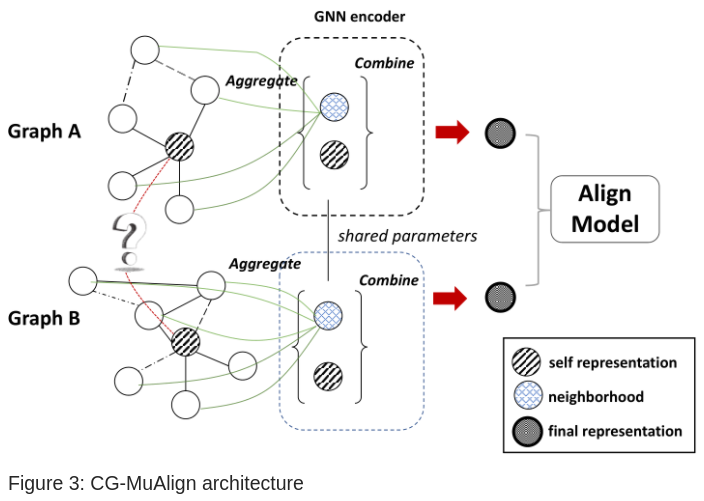 GNN encoder
Aggregate
Combine
Graph A
Align
Model
?
shared parameters
Aggregate
Combine
Graph B
self representation
neighborhood
final representation
Figure 3: CG-MuAlign architecture